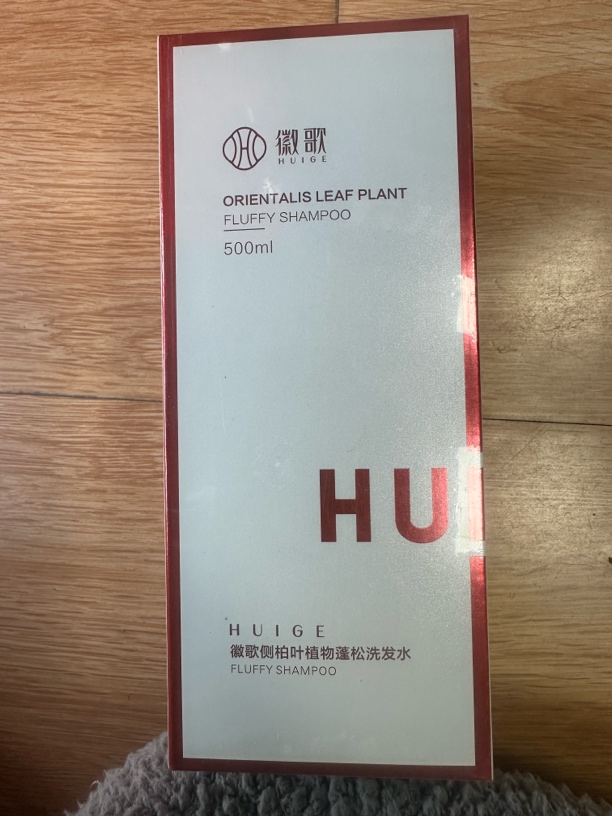 徽歌
HUIGE
ORIENTALIS LEAF PLANT
FLUFFY SHAMPOO
500ml
HU
HUIGE
徽歌侧柏叶植物蓬松洗发水
FLUFFY SHAMPOO